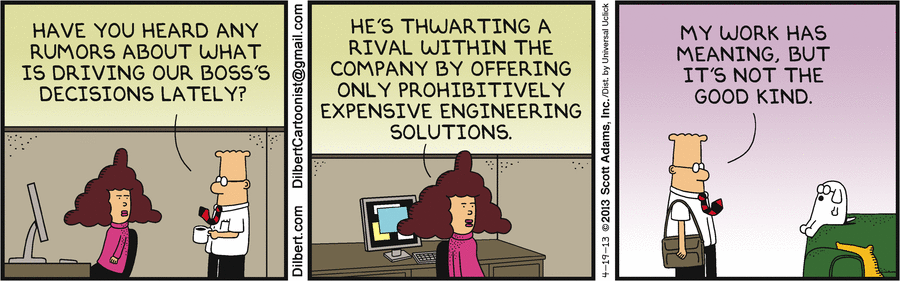 HAVE YOU HEARD ANY
RUMORS ABOUT WHAT
IS DRIVING OUR BOSS'S
DECISIONS LATELY?
Dilbert.com DilbertCartoonist@gmail.com
HE'S THWARTING A
RIVAL WITHIN THE
COMPANY BY OFFERING
ONLY PROHIBITIVELY
EXPENSIVE ENGINEERING
SOLUTIONS.
4-19-13 © 2013 Scott Adams, Inc. /Dist. by Universal Uclick
MY WORK HAS
MEANING, BUT
IT'S NOT THE
GOOD KIND.